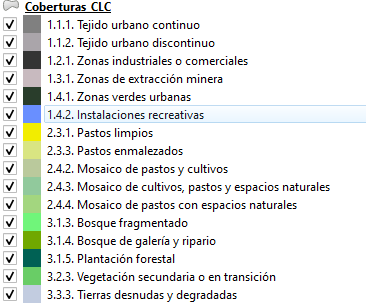 Coberturas_CLC
1.1.1. Tejido urbano continuo
1.1.2. Tejido urbano discontinuo
1.2.1. Zonas industriales o comerciales
1.3.1. Zonas de extracción minera
1.4.1. Zonas verdes urbanas
1.4.2. Instalaciones recreativas
2.3.1. Pastos limpios
2.3.3. Pastos enmalezados
2.4.2. Mosaico de pastos y cultivos
2.4.3. Mosaico de cultivos, pastos y espacios naturales
2.4.4. Mosaico de pastos con espacios naturales
3.1.3. Bosque fragmentado
3.1.4. Bosque de galería y ripario
3.1.5. Plantación forestal
3.2.3. Vegetación secundaria o en transición
3.3.3. Tierras desnudas y degradadas